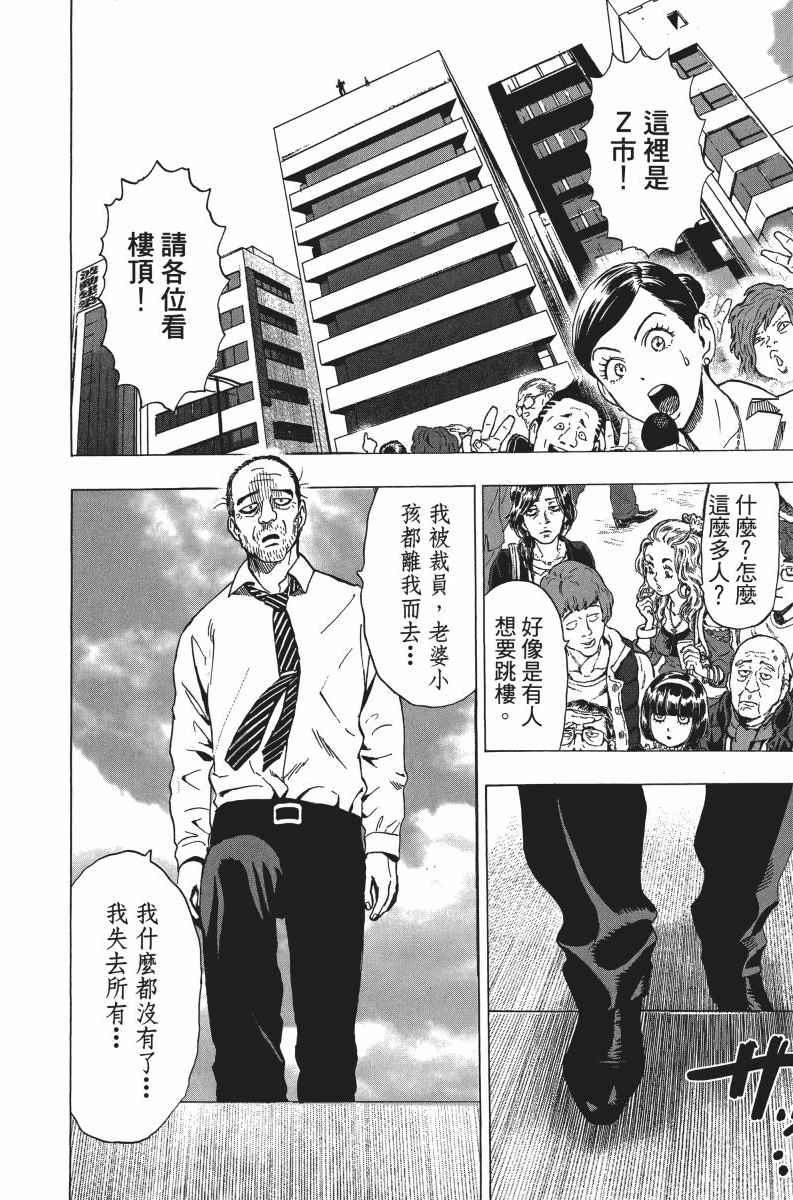 這裡是
Z市！
請各位看
樓頂！
什麼？怎麼
這麼多人？
好像是有人
想要跳樓。
我被裁員，老婆小
孩都離我而去…
ザッ…
我什麼都沒有了…
我失去所有…